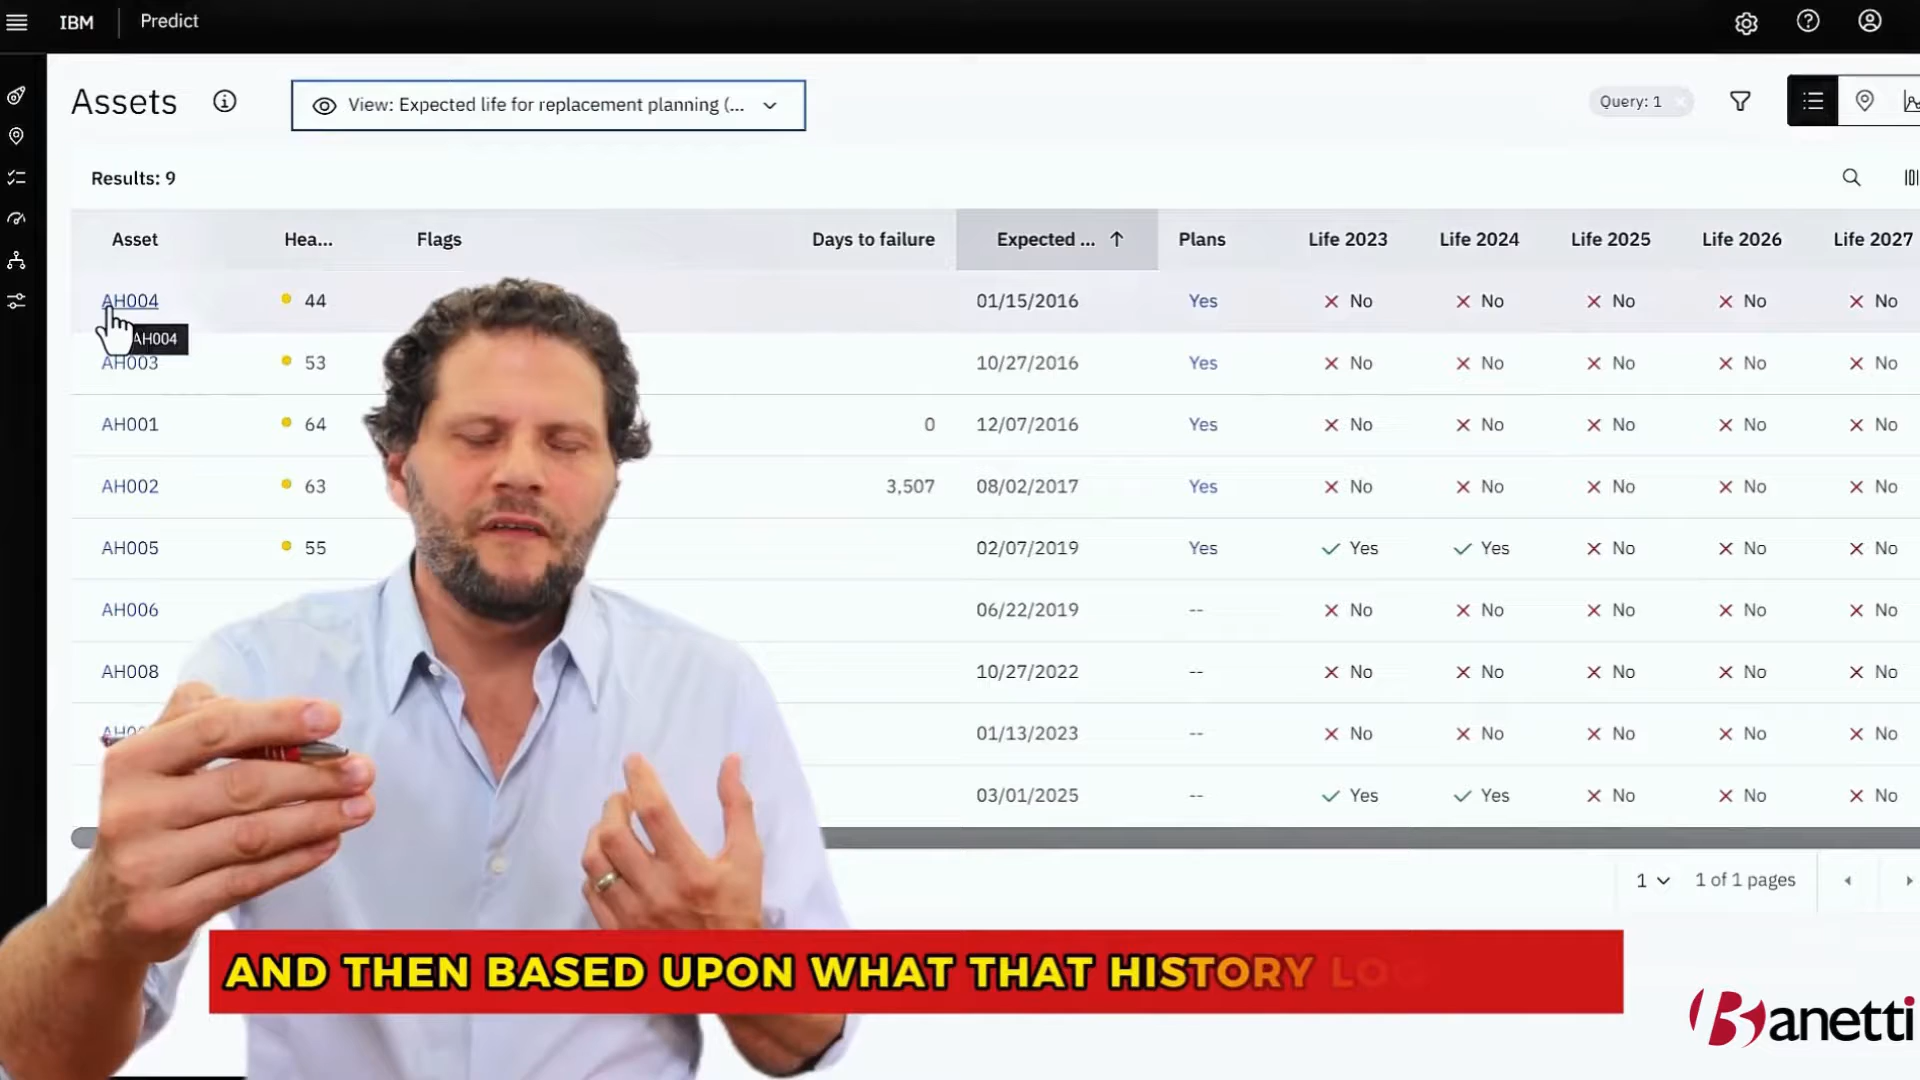 IBM Predict
Assets View: Expected life for replacement planning (... Query: 1
Results: 9
Asset Hea... Flags Days to failure Expected ... Plans Life 2023 Life 2024 Life 2025 Life 2026 Life 2027
AH004 44 01/15/2016 Yes No No No No No
AH004
AH003 53 10/27/2016 Yes No No No No No
AH001 64 0 12/07/2016 Yes No No No No No
AH002 63 3,507 08/02/2017 Yes No No No No No
AH005 55 02/07/2019 Yes Yes Yes No No No
AH006 06/22/2019 -- No No No No No
AH008 10/27/2022 -- No No No No No
01/13/2023 -- No No No No No
03/01/2025 -- Yes Yes No No No
1 1 of 1 pages
AND THEN BASED UPON WHAT THAT HISTORY
Banetti